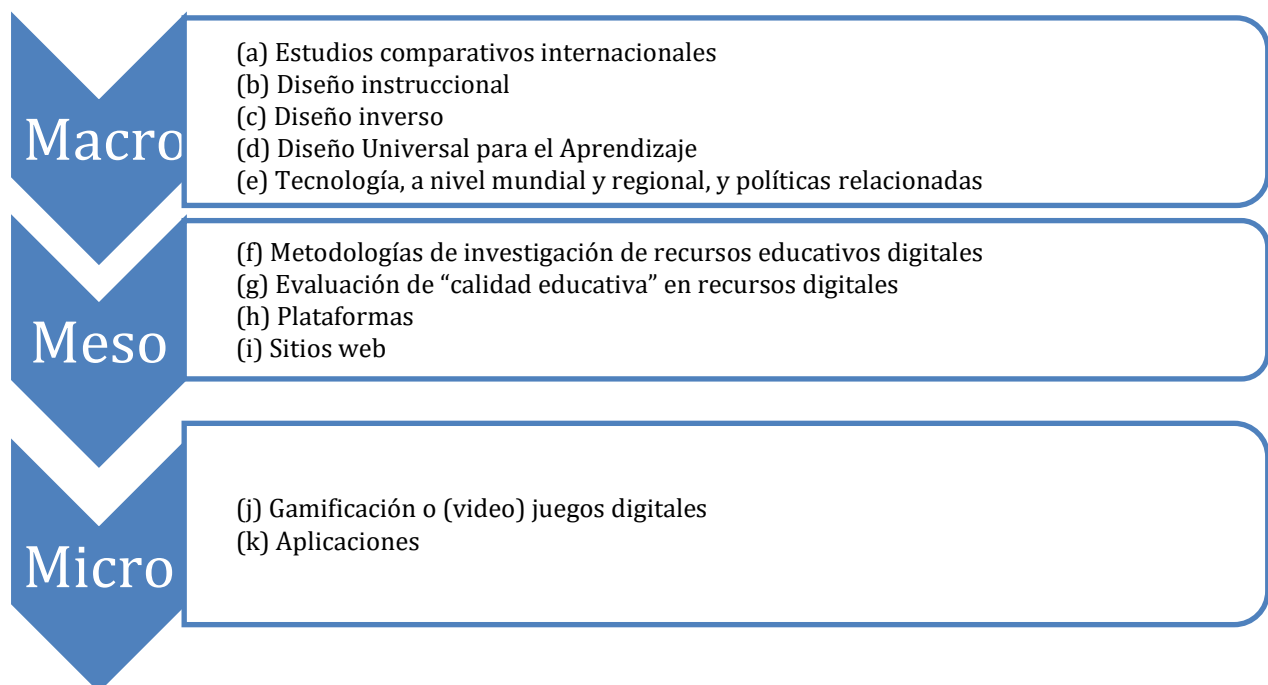 Macro
(a) Estudios comparativos internacionales
(b) Diseño instruccional
(c) Diseño inverso
(d) Diseño Universal para el Aprendizaje
(e) Tecnología, a nivel mundial y regional, y políticas relacionadas
Meso
(f) Metodologías de investigación de recursos educativos digitales
(g) Evaluación de “calidad educativa” en recursos digitales
(h) Plataformas
(i) Sitios web
Micro
(j) Gamificación o (video) juegos digitales
(k) Aplicaciones